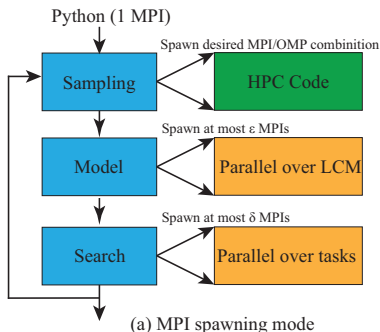 Python (1 MPI)
Spawn desired MPI/OMP combinition
Sampling
HPC Code
Spawn at most ε MPIs
Model
Parallel over LCM
Spawn at most δ MPIs
Search
Parallel over tasks
(a) MPI spawning mode